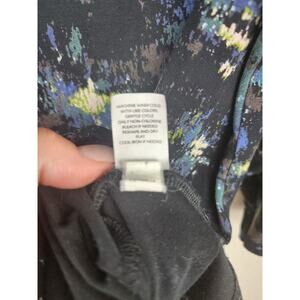 MACHINE WASH COLD
WITH LIKE COLORS
GENTLE CYCLE
ONLY NON-CHLORINE
BLEACH IF NEEDED
RESHAPE AND DRY
FLAT
COOL IRON IF NEEDED